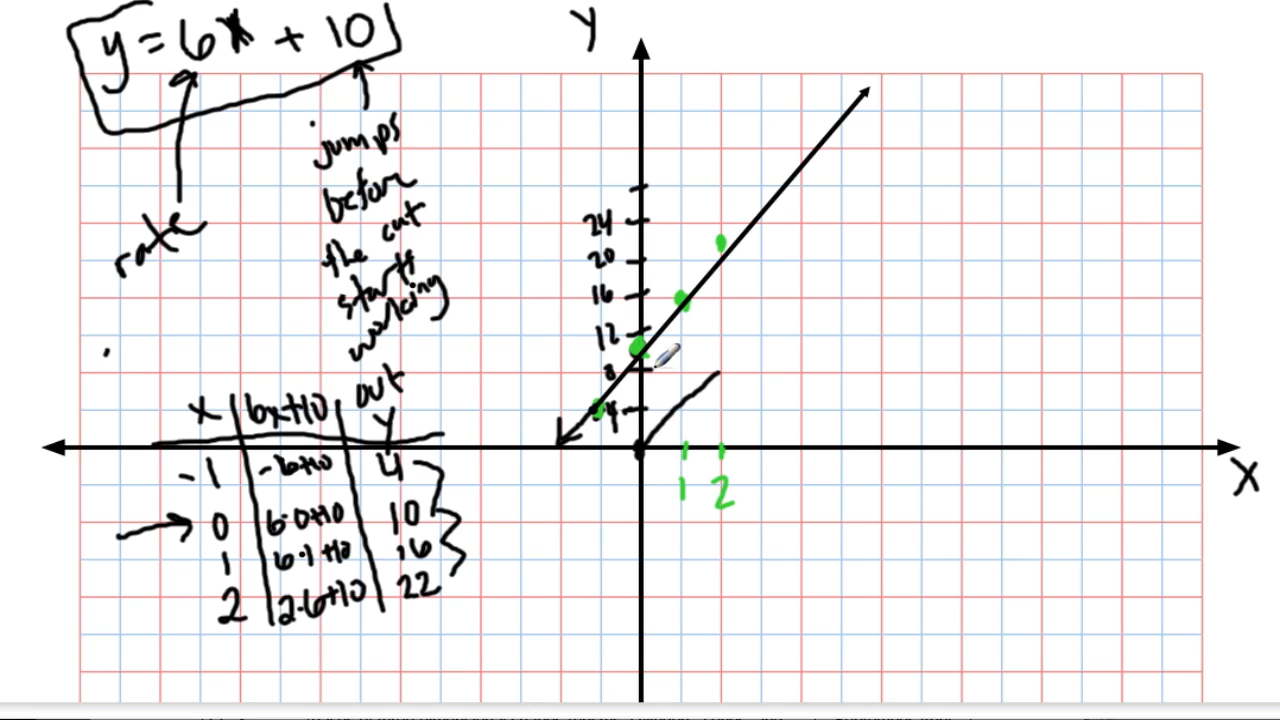 y = 6x + 10
rate
jumps
before
the cat
starts
working
out
x 6x+10 y
-1 -6+10 4
0 6·0+10 10
1 6·1+10 16
2 2·6+10 22
Y
24
20
16
12
8
4
1 2
X